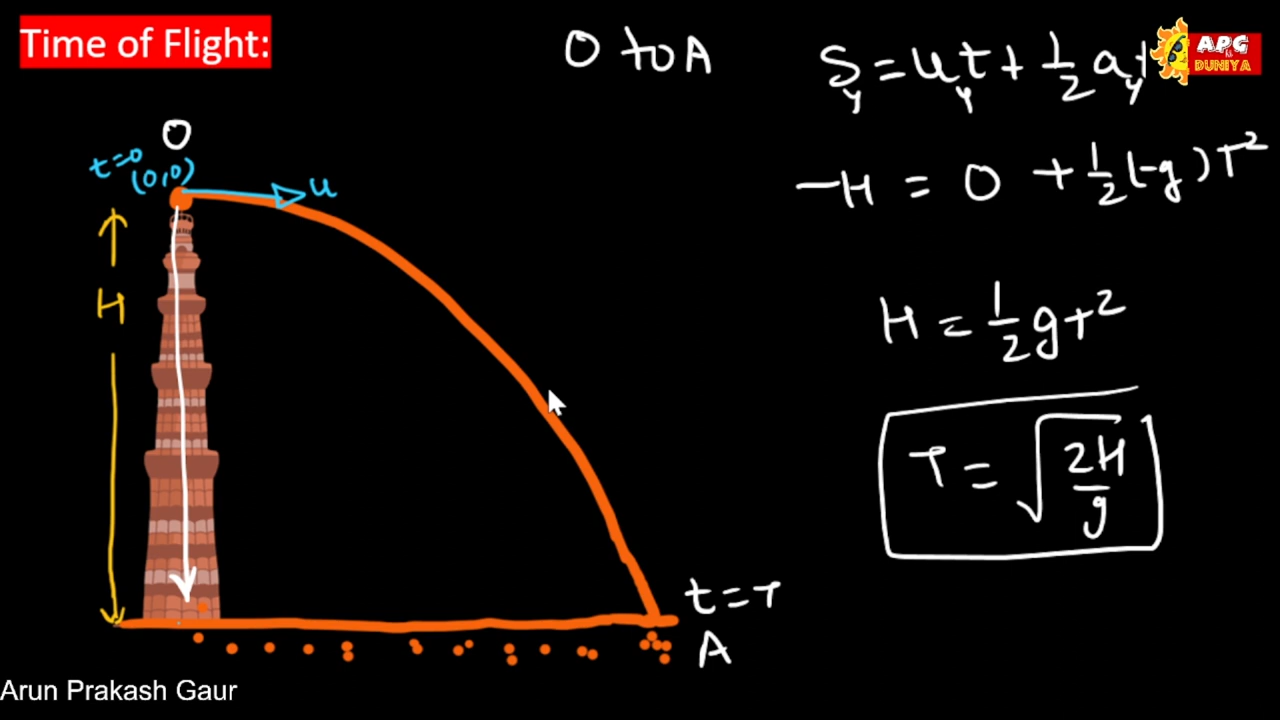 Time of Flight:
O to A
S_y = u_y t + 1/2 a_y t
APG
DUNIYA
O
t=0
(0,0)
u
-H = 0 + 1/2 (-g) T²
H
H = 1/2 g T²
T = √(2H/g)
t = T
A
Arun Prakash Gaur